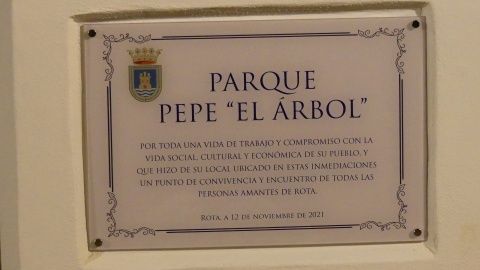 PARQUE
PEPE “EL ÁRBOL”
POR TODA UNA VIDA DE TRABAJO Y COMPROMISO CON LA
VIDA SOCIAL, CULTURAL Y ECONÓMICA DE SU PUEBLO, Y
QUE HIZO DE SU LOCAL UBICADO EN ESTAS INMEDIACIONES
UN PUNTO DE CONVIVENCIA Y ENCUENTRO DE TODAS LAS
PERSONAS AMANTES DE ROTA.
ROTA, A 12 DE NOVIEMBRE DE 2021